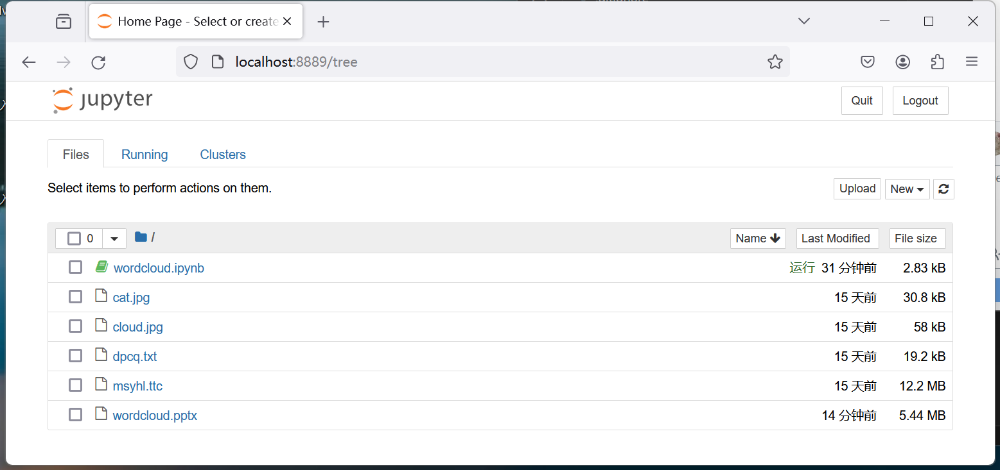 Home Page - Select or create
localhost:8889/tree
jupyter
Quit
Logout
Files
Running
Clusters
Select items to perform actions on them.
Upload
New
0
/
Name
Last Modified
File size
wordcloud.ipynb 运行 31 分钟前 2.83 kB
cat.jpg 15 天前 30.8 kB
cloud.jpg 15 天前 58 kB
dpcq.txt 15 天前 19.2 kB
msyhl.ttc 15 天前 12.2 MB
wordcloud.pptx 14 分钟前 5.44 MB